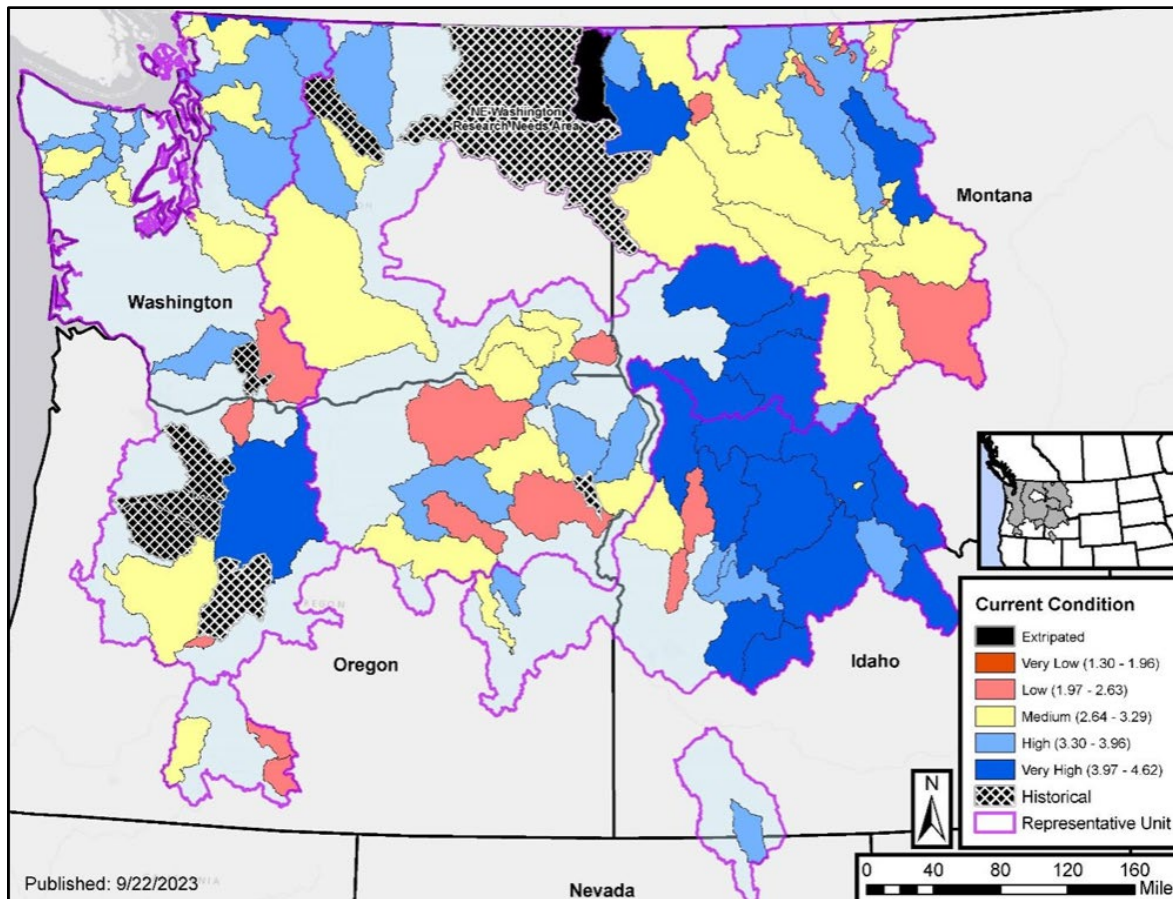 NE-Washington
Research Needs Area
Montana
Washington
Oregon
Idaho
Nevada
Published: 9/22/2023
Current Condition
Extripated
Very Low (1.30 - 1.96)
Low (1.97 - 2.63)
Medium (2.64 - 3.29)
High (3.30 - 3.96)
Very High (3.97 - 4.62)
Historical
Representative Unit
N
0 40 80 120 160
Mile